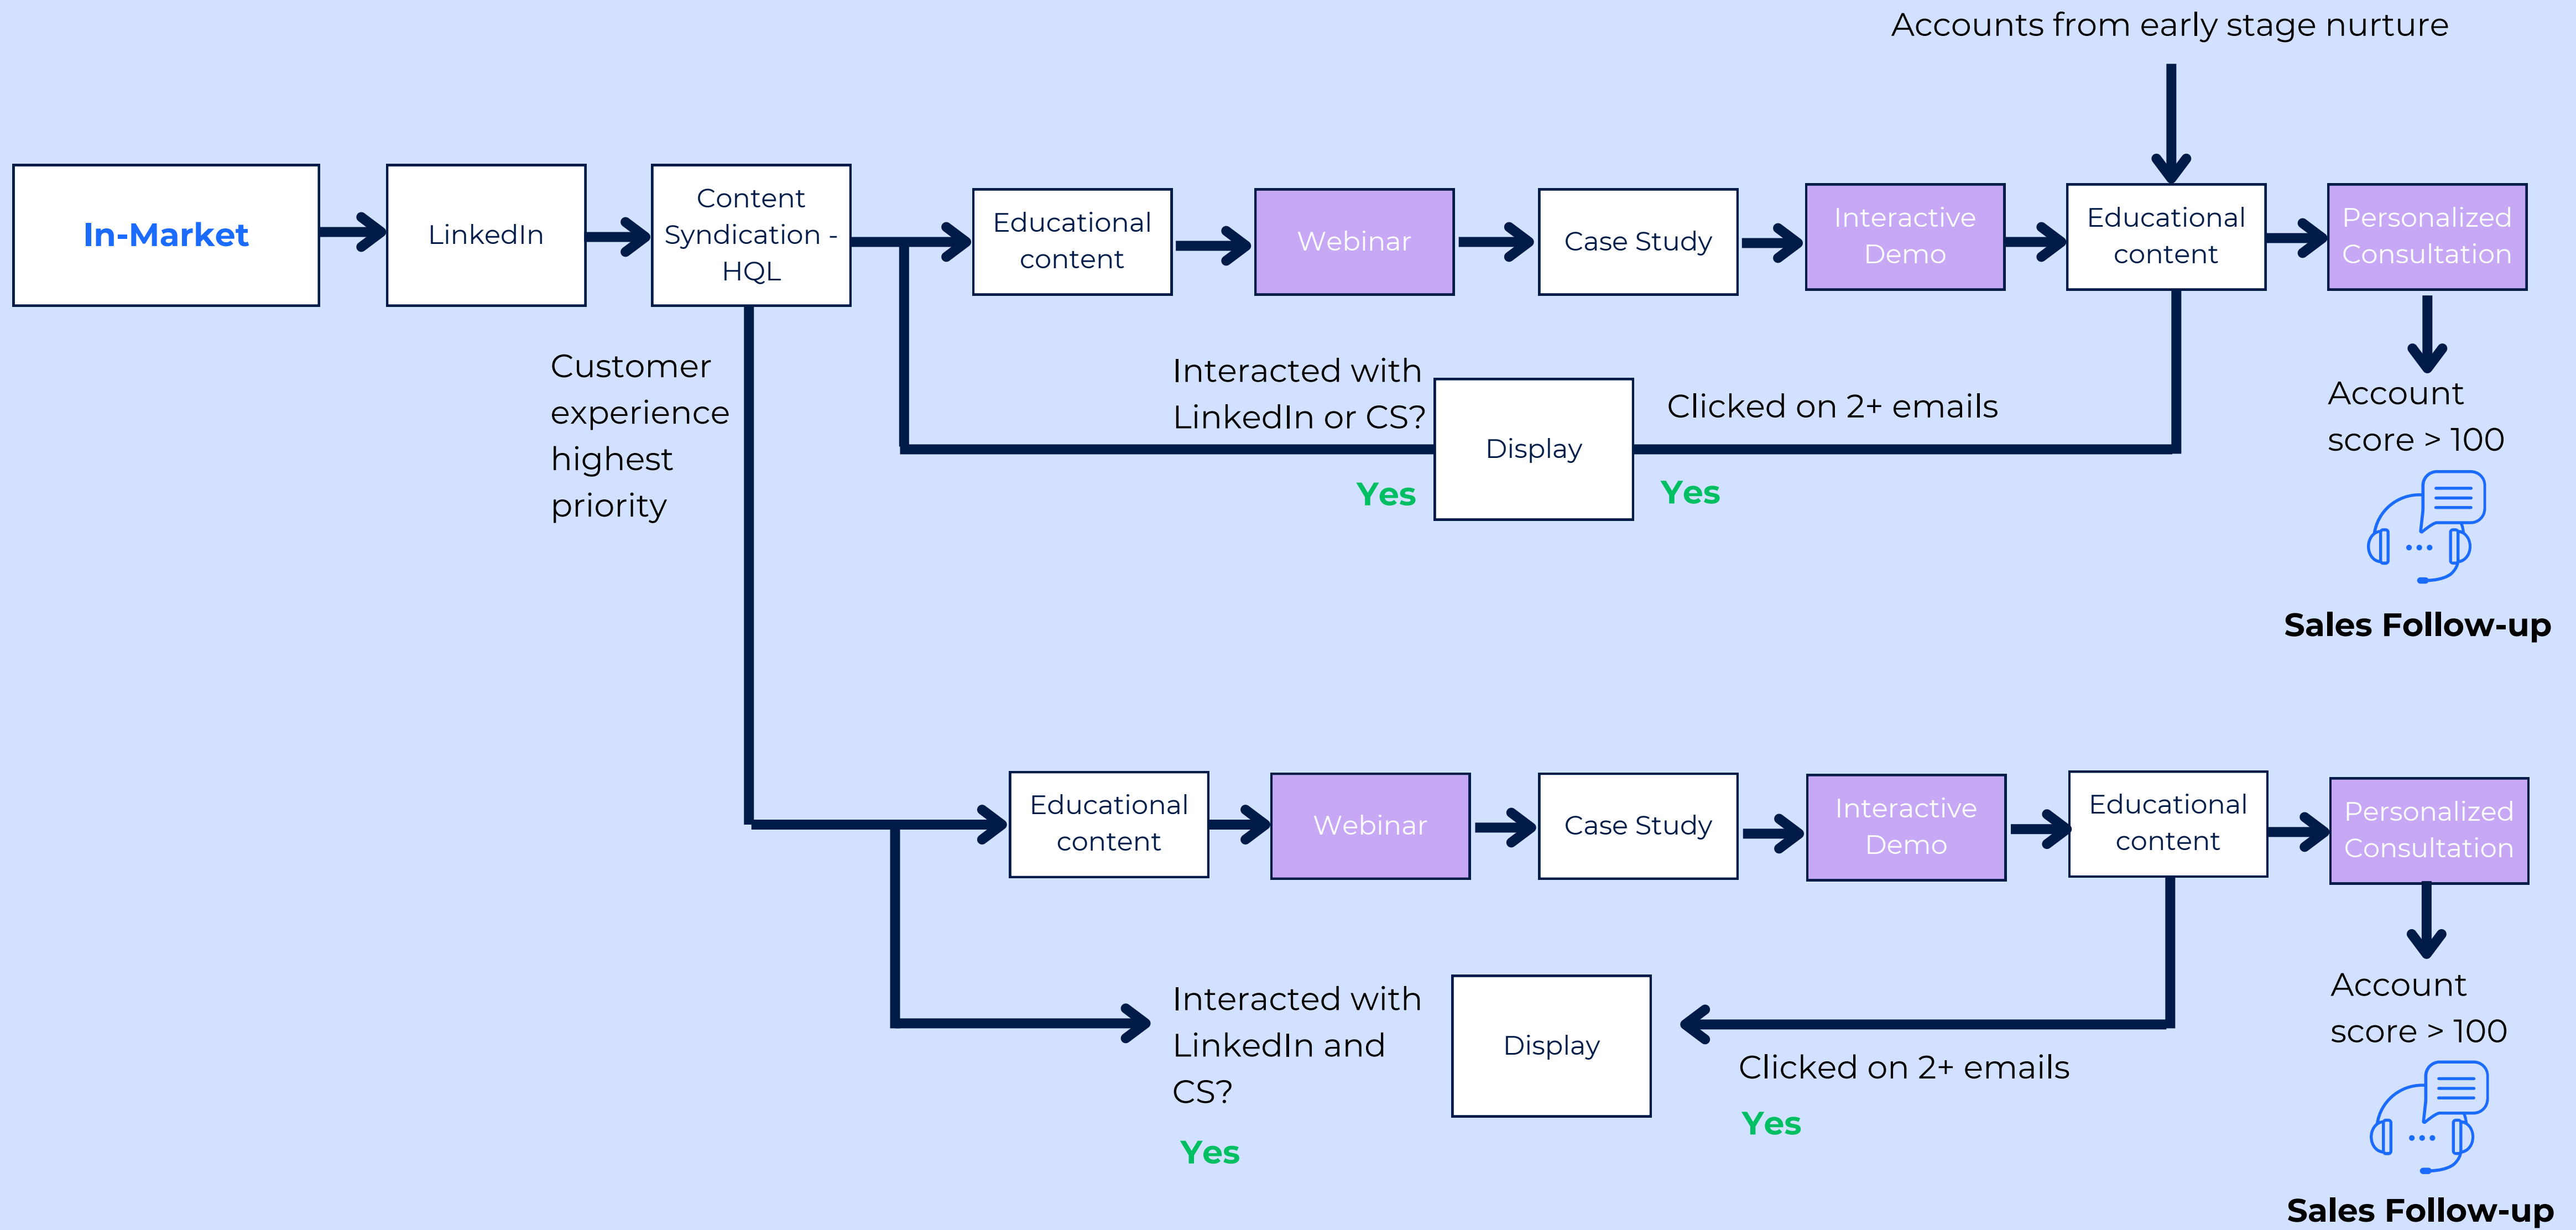 Accounts from early stage nurture
In-Market
LinkedIn
Content
Syndication -
HQL
Educational
content
Webinar
Case Study
Interactive
Demo
Educational
content
Personalized
Consultation
Customer
experience
highest
priority
Interacted with
LinkedIn or CS?
Yes
Display
Clicked on 2+ emails
Yes
Account
score > 100
Sales Follow-up
Educational
content
Webinar
Case Study
Interactive
Demo
Educational
content
Personalized
Consultation
Interacted with
LinkedIn and
CS?
Yes
Display
Clicked on 2+ emails
Yes
Account
score > 100
Sales Follow-up